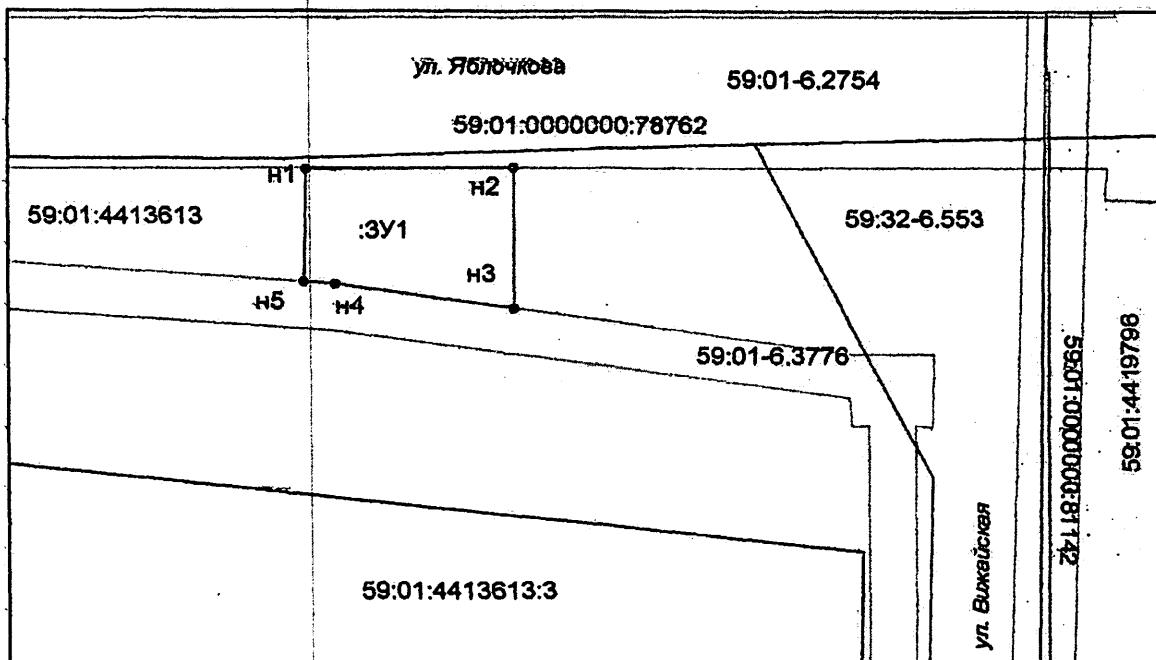 ул. Яблочкова
59:01-6.2754
59:01:0000000:78762
н1
н2
59:01:4413613
:ЗУ1
59:32-6.553
н3
н5
н4
59:01-6.3776
59:01:0000000:81142
59:01:4419798
ул. Вижайская
59:01:4413613:3